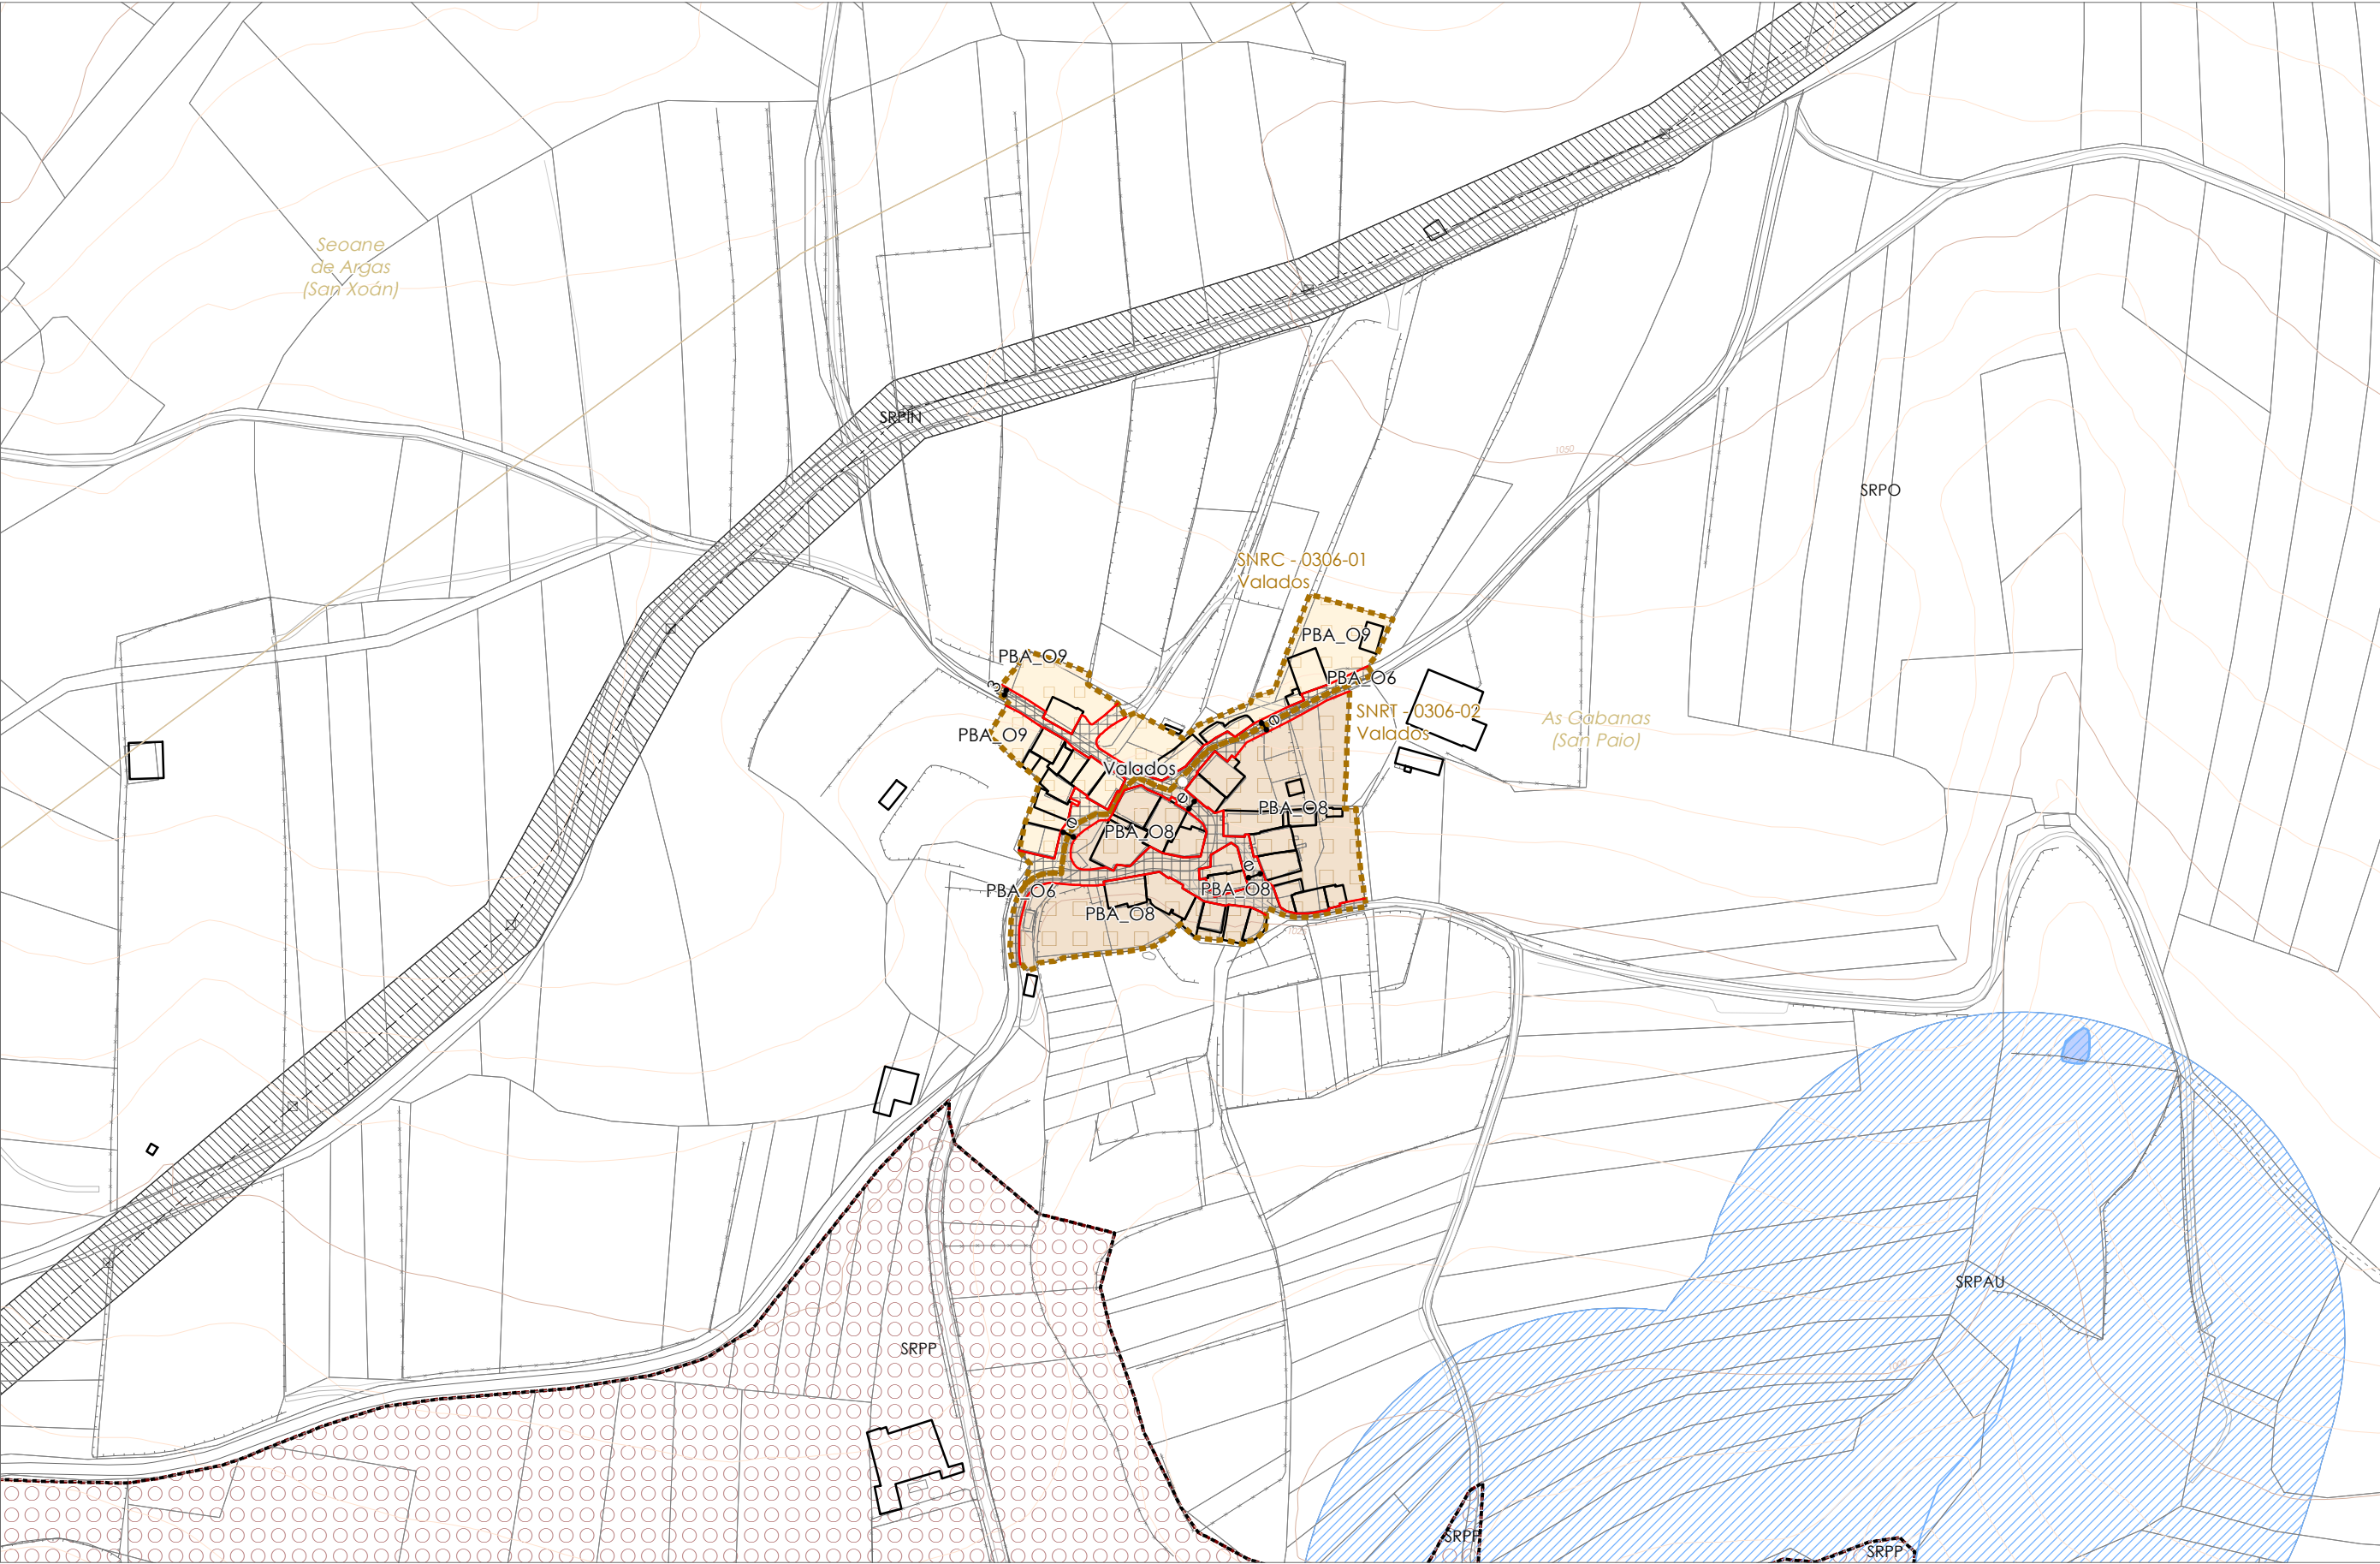 Seoane
de Argas
(San Xoán)
SRPIN
1050
SRPO
SNRC - 0306-01
Valados
PBA_O9
PBA_O9
PBA_O6
3
SNRT - 0306-02
Valados
As Cabanas
(San Paio)
PBA_O9
e
Valados
e
PBA_O8
e
PBA_O8
e
PBA_O6
PBA_O8
PBA_O8
SRPAU
SRPP
SRPP
SRPP